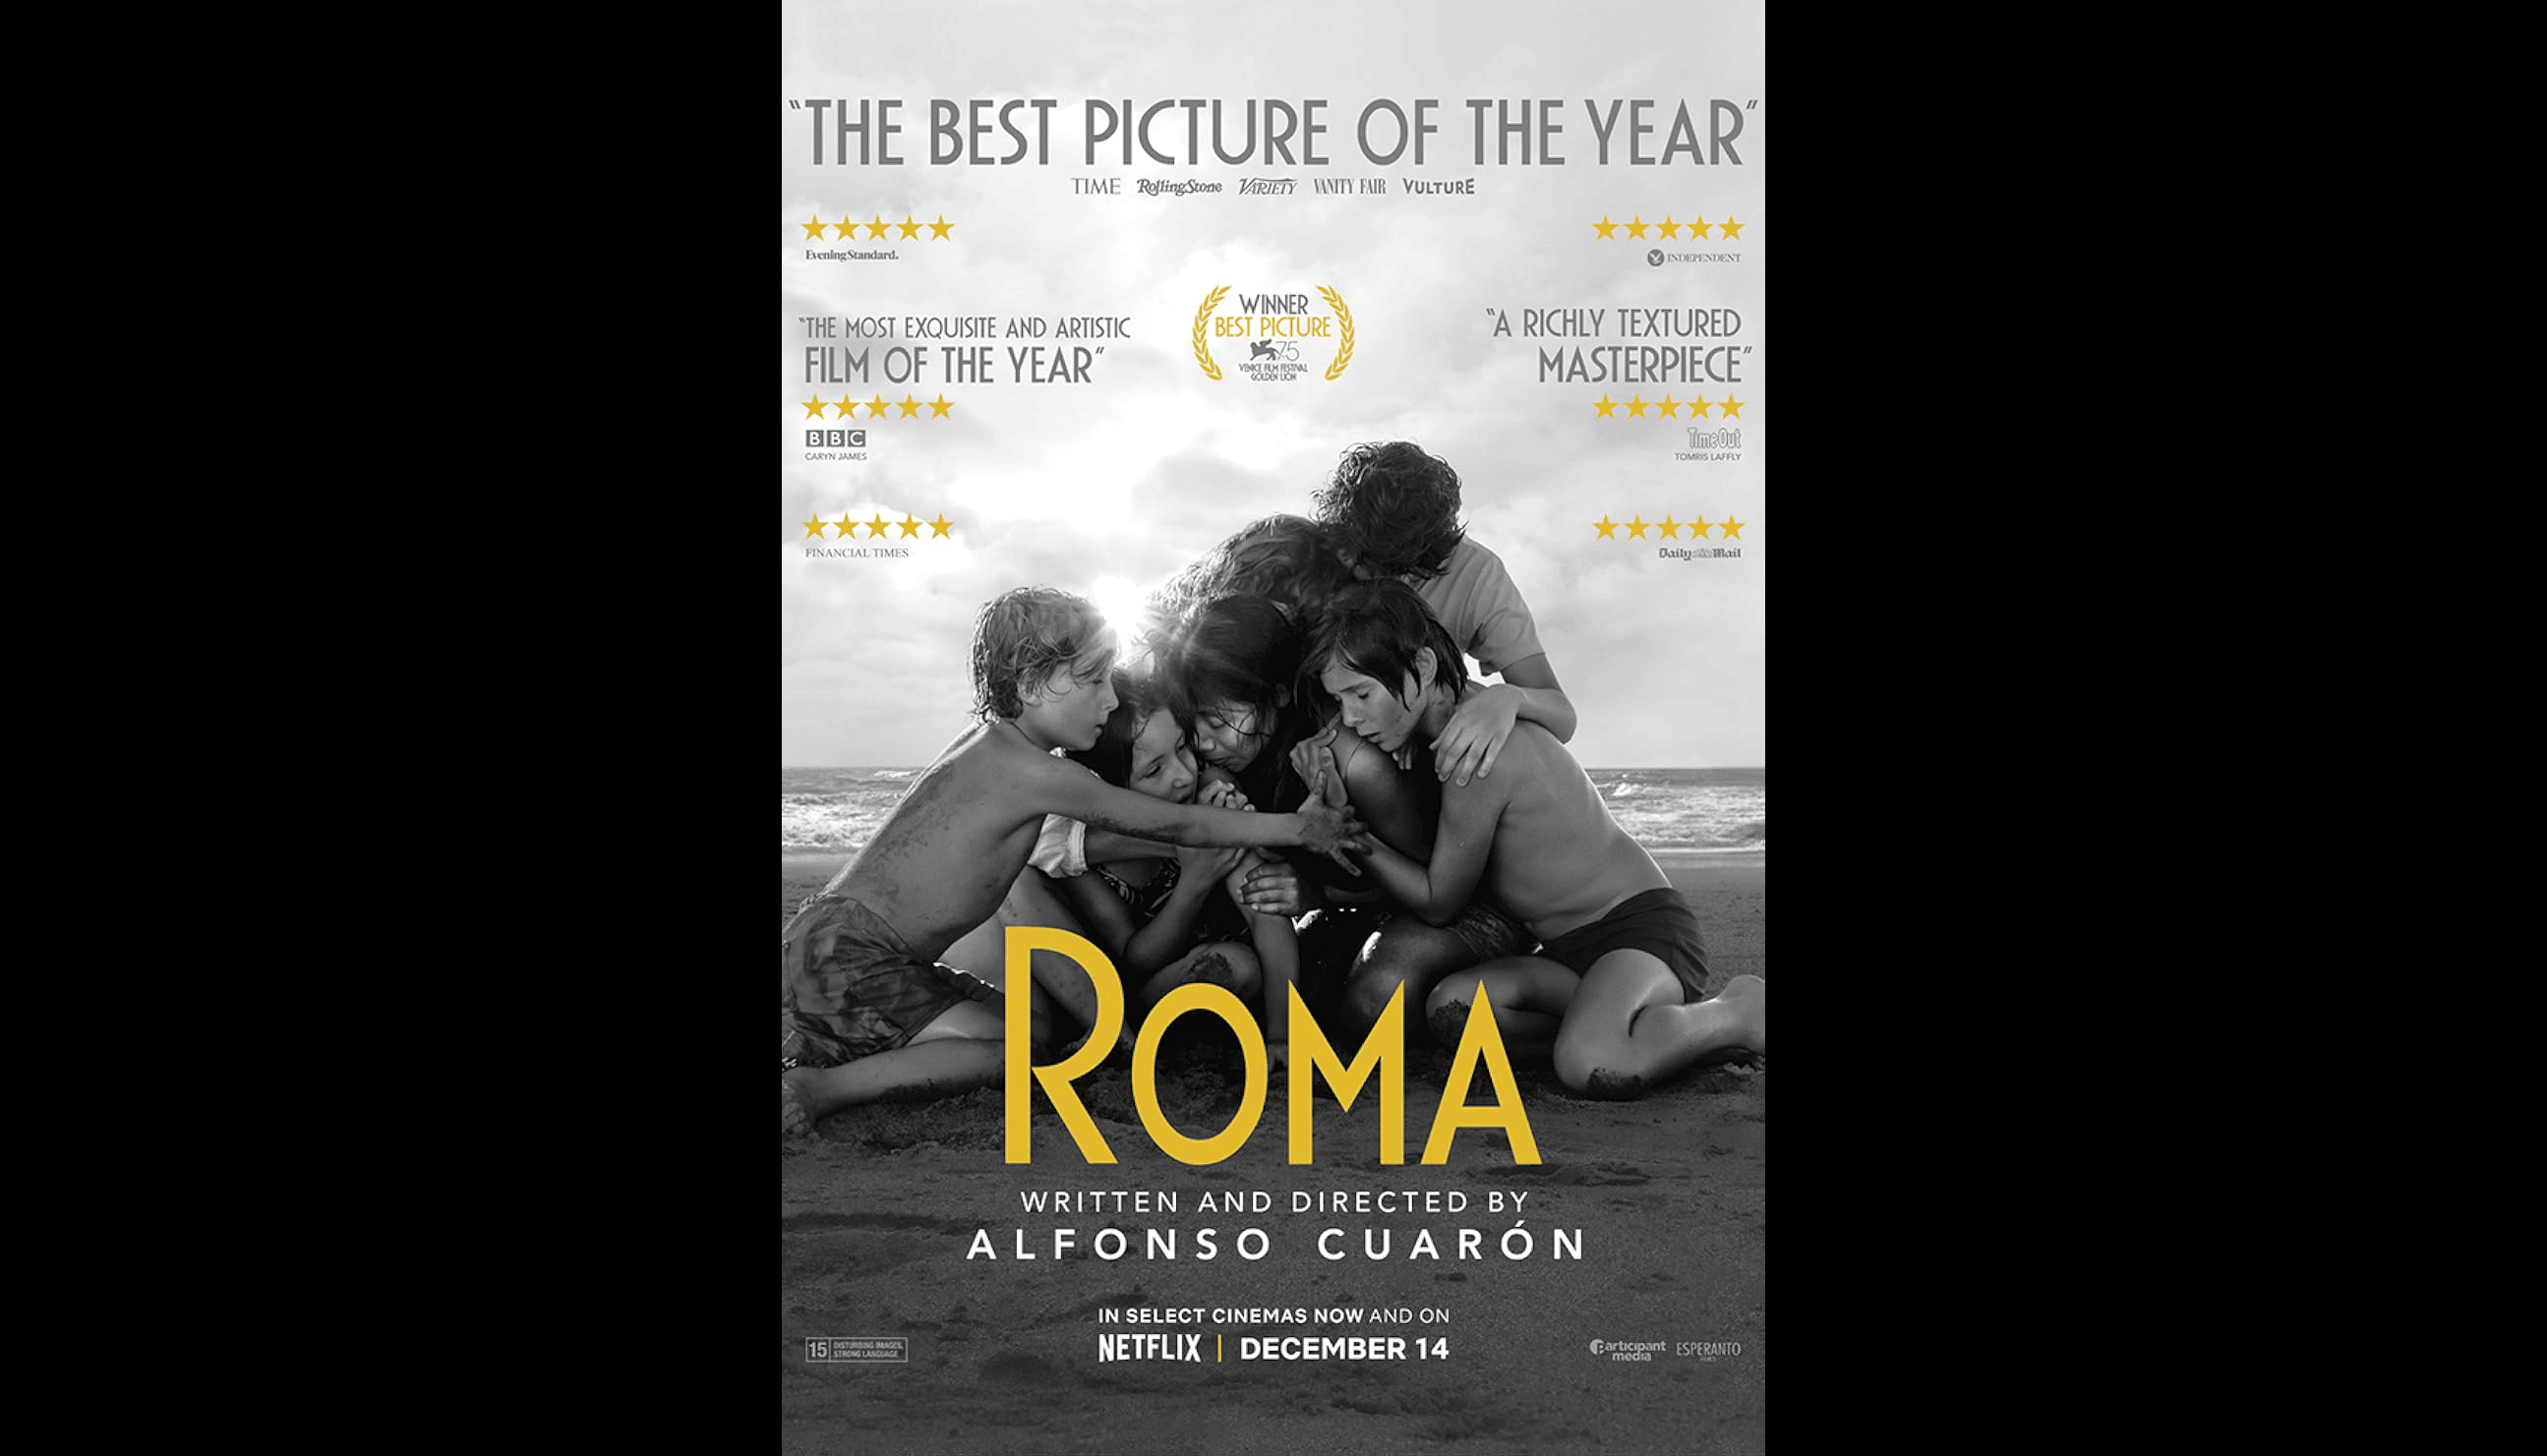 "THE BEST PICTURE OF THE YEAR"
TIME RollingStone VARIETY VANITY FAIR VULTURE
Evening Standard.
INDEPENDENT
"THE MOST EXQUISITE AND ARTISTIC
FILM OF THE YEAR"
BBC
CARYN JAMES
WINNER
BEST PICTURE
75
VENICE FILM FESTIVAL
GOLDEN LION
"A RICHLY TEXTURED
MASTERPIECE"
TimeOut
TOMRIS LAFFLY
FINANCIAL TIMES
Daily Mail
ROMA
WRITTEN AND DIRECTED BY
ALFONSO CUARÓN
IN SELECT CINEMAS NOW AND ON
NETFLIX | DECEMBER 14
15 DISTURBING IMAGES,
STRONG LANGUAGE
Participant
media
ESPERANTO